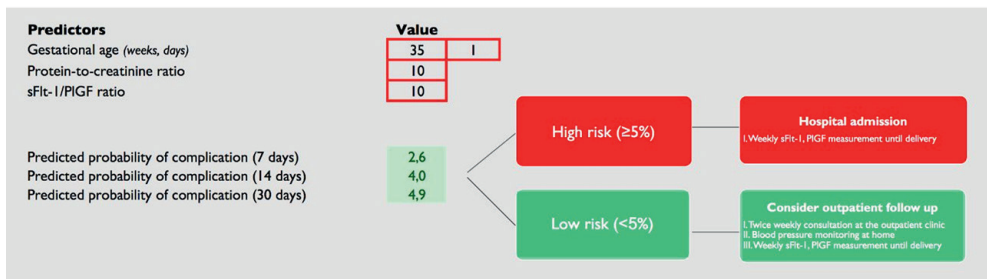 Predictors Value
Gestational age (weeks, days) 35 1
Protein-to-creatinine ratio 10
sFlt-1/PlGF ratio 10
High risk (≥5%)
Hospital admission
I. Weekly sFlt-1, PlGF measurement until delivery
Predicted probability of complication (7 days) 2,6
Predicted probability of complication (14 days) 4,0
Predicted probability of complication (30 days) 4,9
Low risk (<5%)
Consider outpatient follow up
I. Twice weekly consultation at the outpatient clinic
II. Blood pressure monitoring at home
III. Weekly sFlt-1, PlGF measurement until delivery